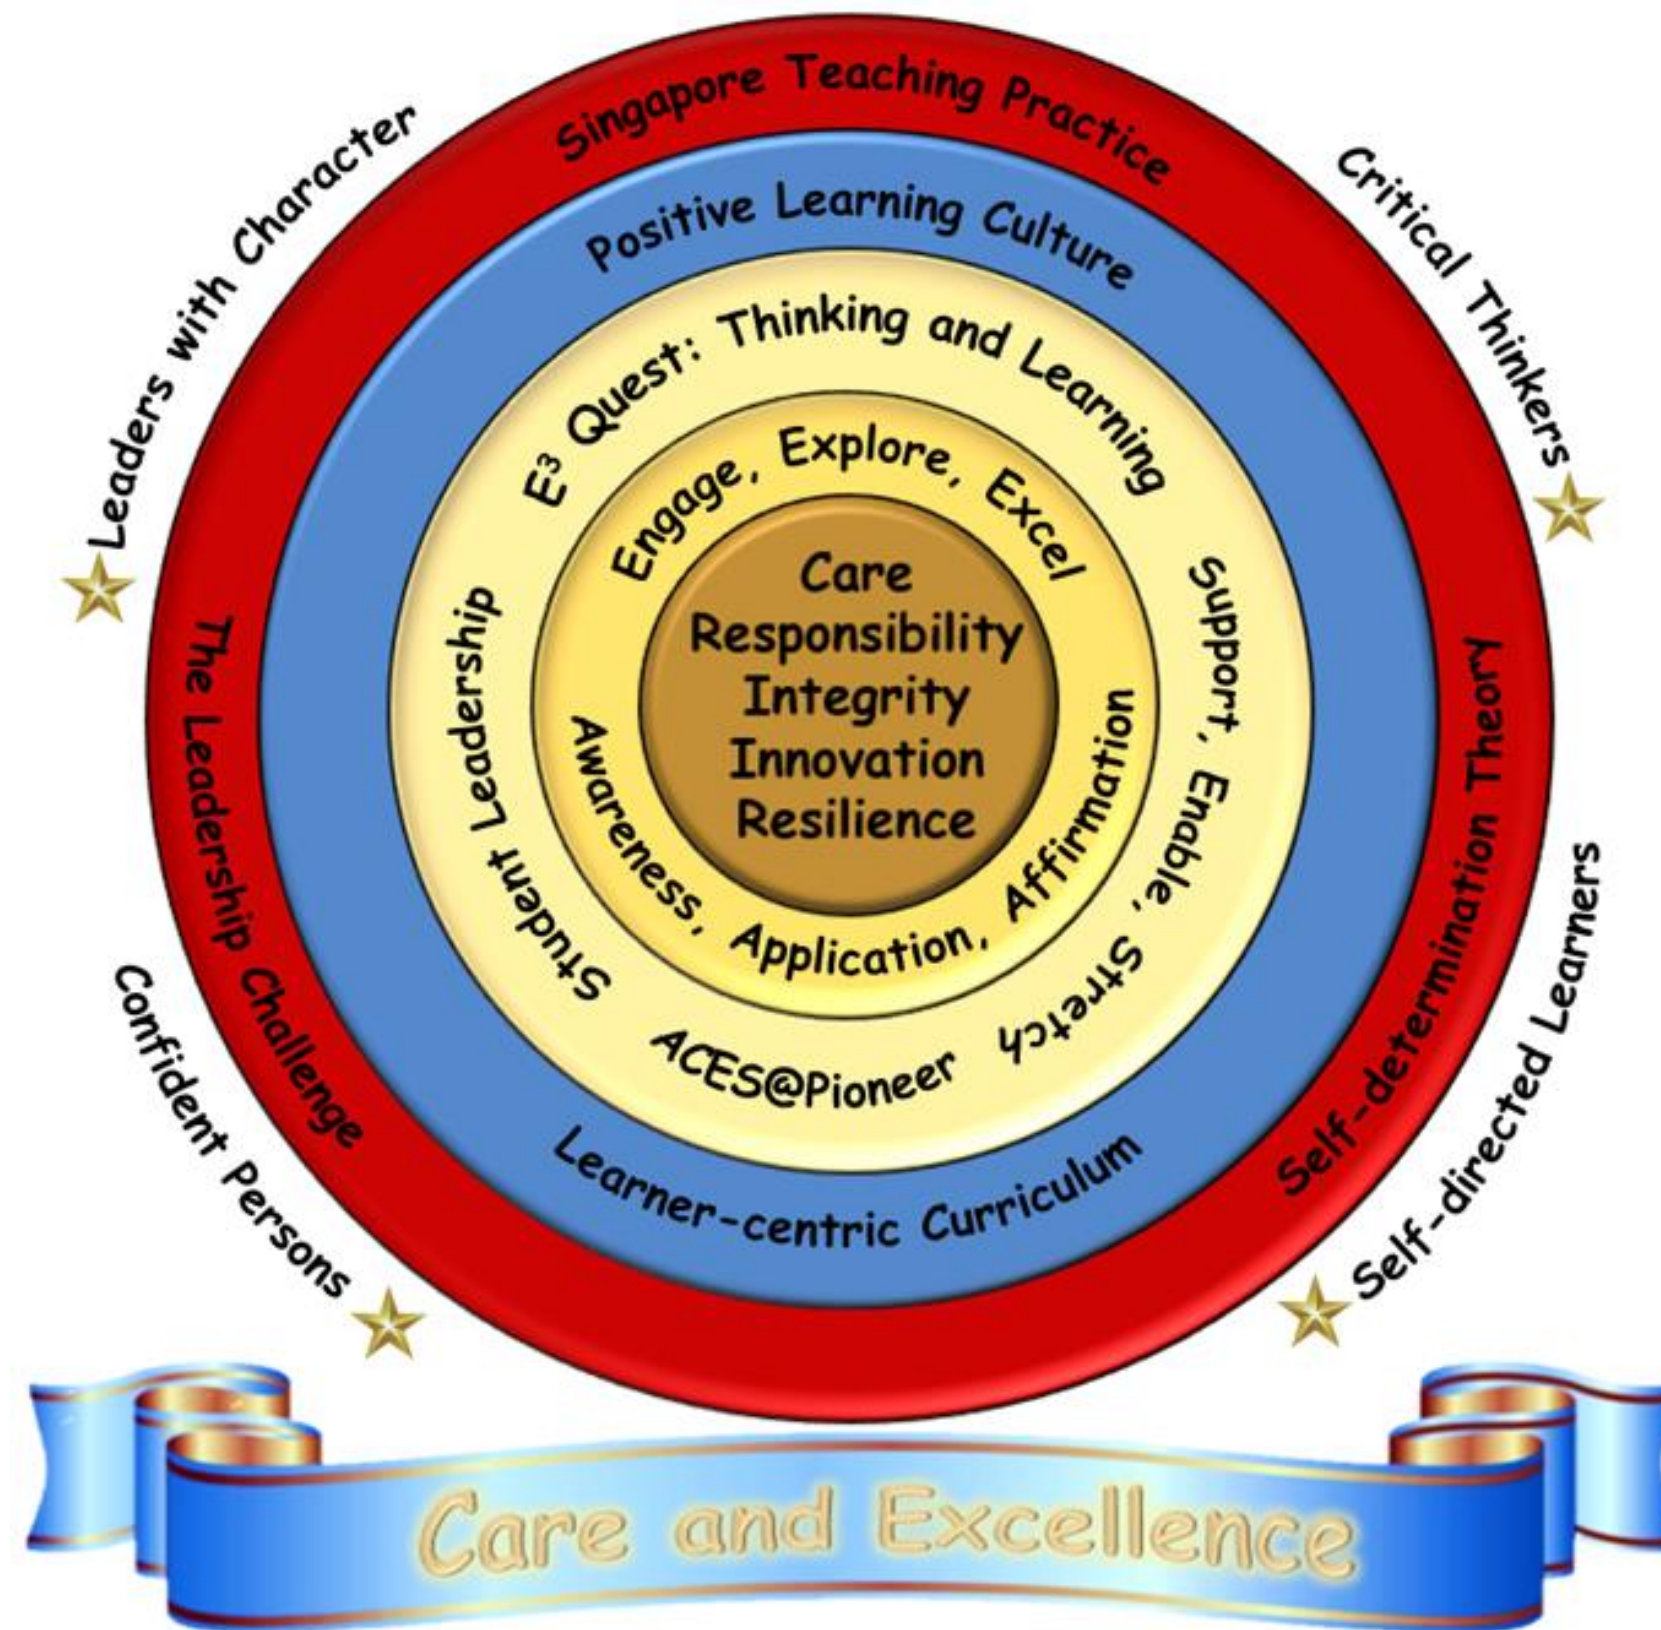 Leaders with Character
Critical Thinkers
Singapore Teaching Practice
Positive Learning Culture
E³ Quest: Thinking and Learning
Engage, Explore, Excel
Care
Responsibility
Integrity
Innovation
Resilience
Awareness, Application, Affirmation
Student Leadership
Support, Enable, Stretch
ACES@Pioneer
Learner-centric Curriculum
The Leadership Challenge
Self-determination Theory
Confident Persons
Self-directed Learners
Care and Excellence